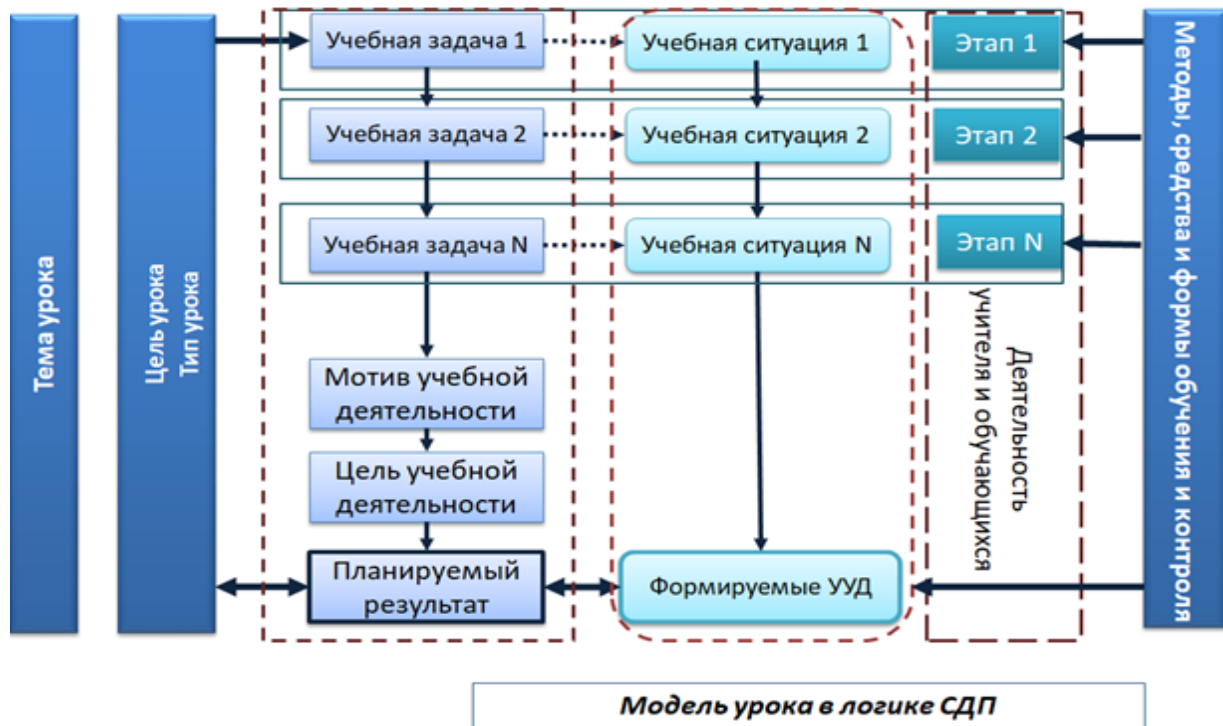 Тема урока
Цель урока
Тип урока
Учебная задача 1
Учебная ситуация 1
Этап 1
Учебная задача 2
Учебная ситуация 2
Этап 2
Учебная задача N
Учебная ситуация N
Этап N
Мотив учебной
деятельности
Цель учебной
деятельности
Планируемый
результат
Формируемые УУД
Деятельность
учителя и обучающихся
Методы, средства и формы обучения и контроля
Модель урока в логике СДП